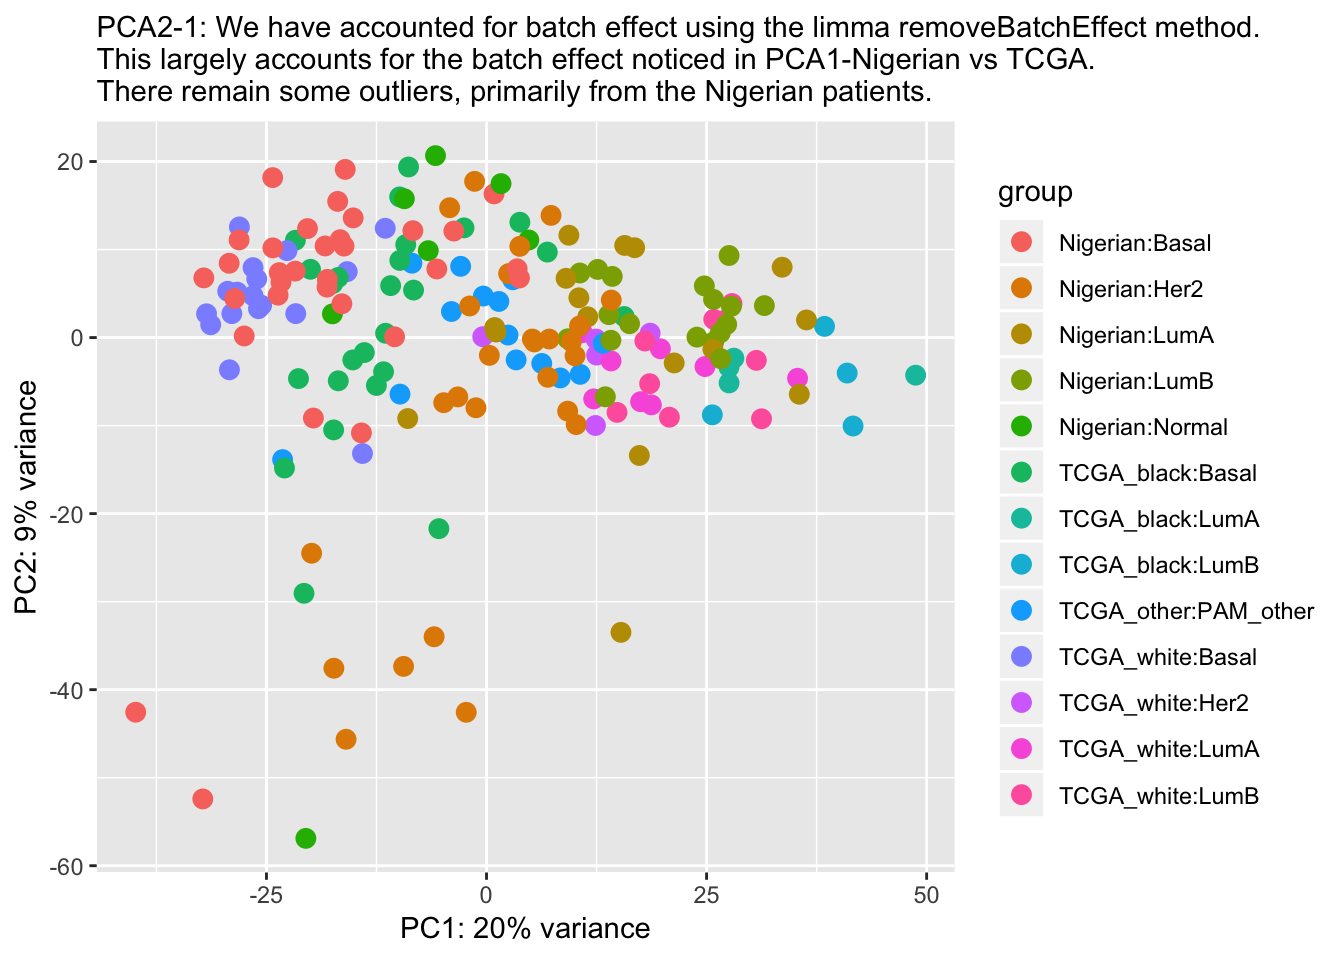 PCA2-1: We have accounted for batch effect using the limma removeBatchEffect method.
This largely accounts for the batch effect noticed in PCA1-Nigerian vs TCGA.
There remain some outliers, primarily from the Nigerian patients.
20
0
-20
-40
-60
PC2: 9% variance
-25
0
25
50
PC1: 20% variance
group
Nigerian:Basal
Nigerian:Her2
Nigerian:LumA
Nigerian:LumB
Nigerian:Normal
TCGA_black:Basal
TCGA_black:LumA
TCGA_black:LumB
TCGA_other:PAM_other
TCGA_white:Basal
TCGA_white:Her2
TCGA_white:LumA
TCGA_white:LumB